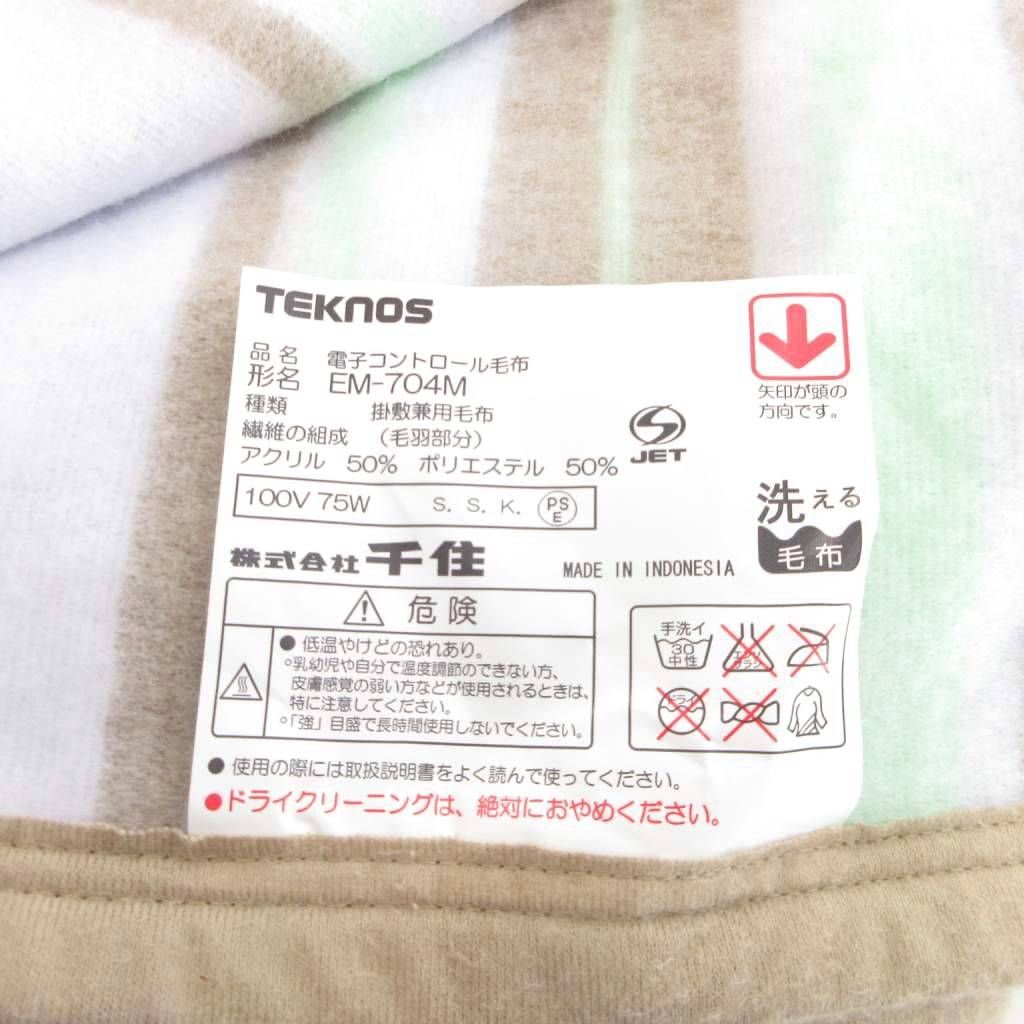 TEKNOS
品名 電子コントロール毛布
形名 EM-704M
種類 掛敷兼用毛布
繊維の組成 (毛羽部分)
アクリル 50% ポリエステル 50%
JET
矢印が頭の
方向です。
100V 75W S. S. K. PS
E
洗える
毛布
株式会社千住 MADE IN INDONESIA
危険
●低温やけどの恐れあり。
○乳幼児や自分で温度調節のできない方、
皮膚感覚の弱い方などが使用されるときは、
特に注意してください。
○「強」目盛で長時間使用しないでください。
手洗イ
30
中性
エンソ
サラシ
ドライ
●使用の際には取扱説明書をよく読んで使ってください。
●ドライクリーニングは、絶対におやめください。